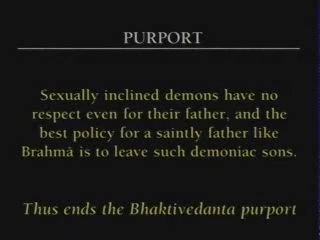 PURPORT
Sexually inclined demons have no
respect even for their father, and the
best policy for a saintly father like
Brahmā is to leave such demoniac sons.
Thus ends the Bhaktivedanta purport